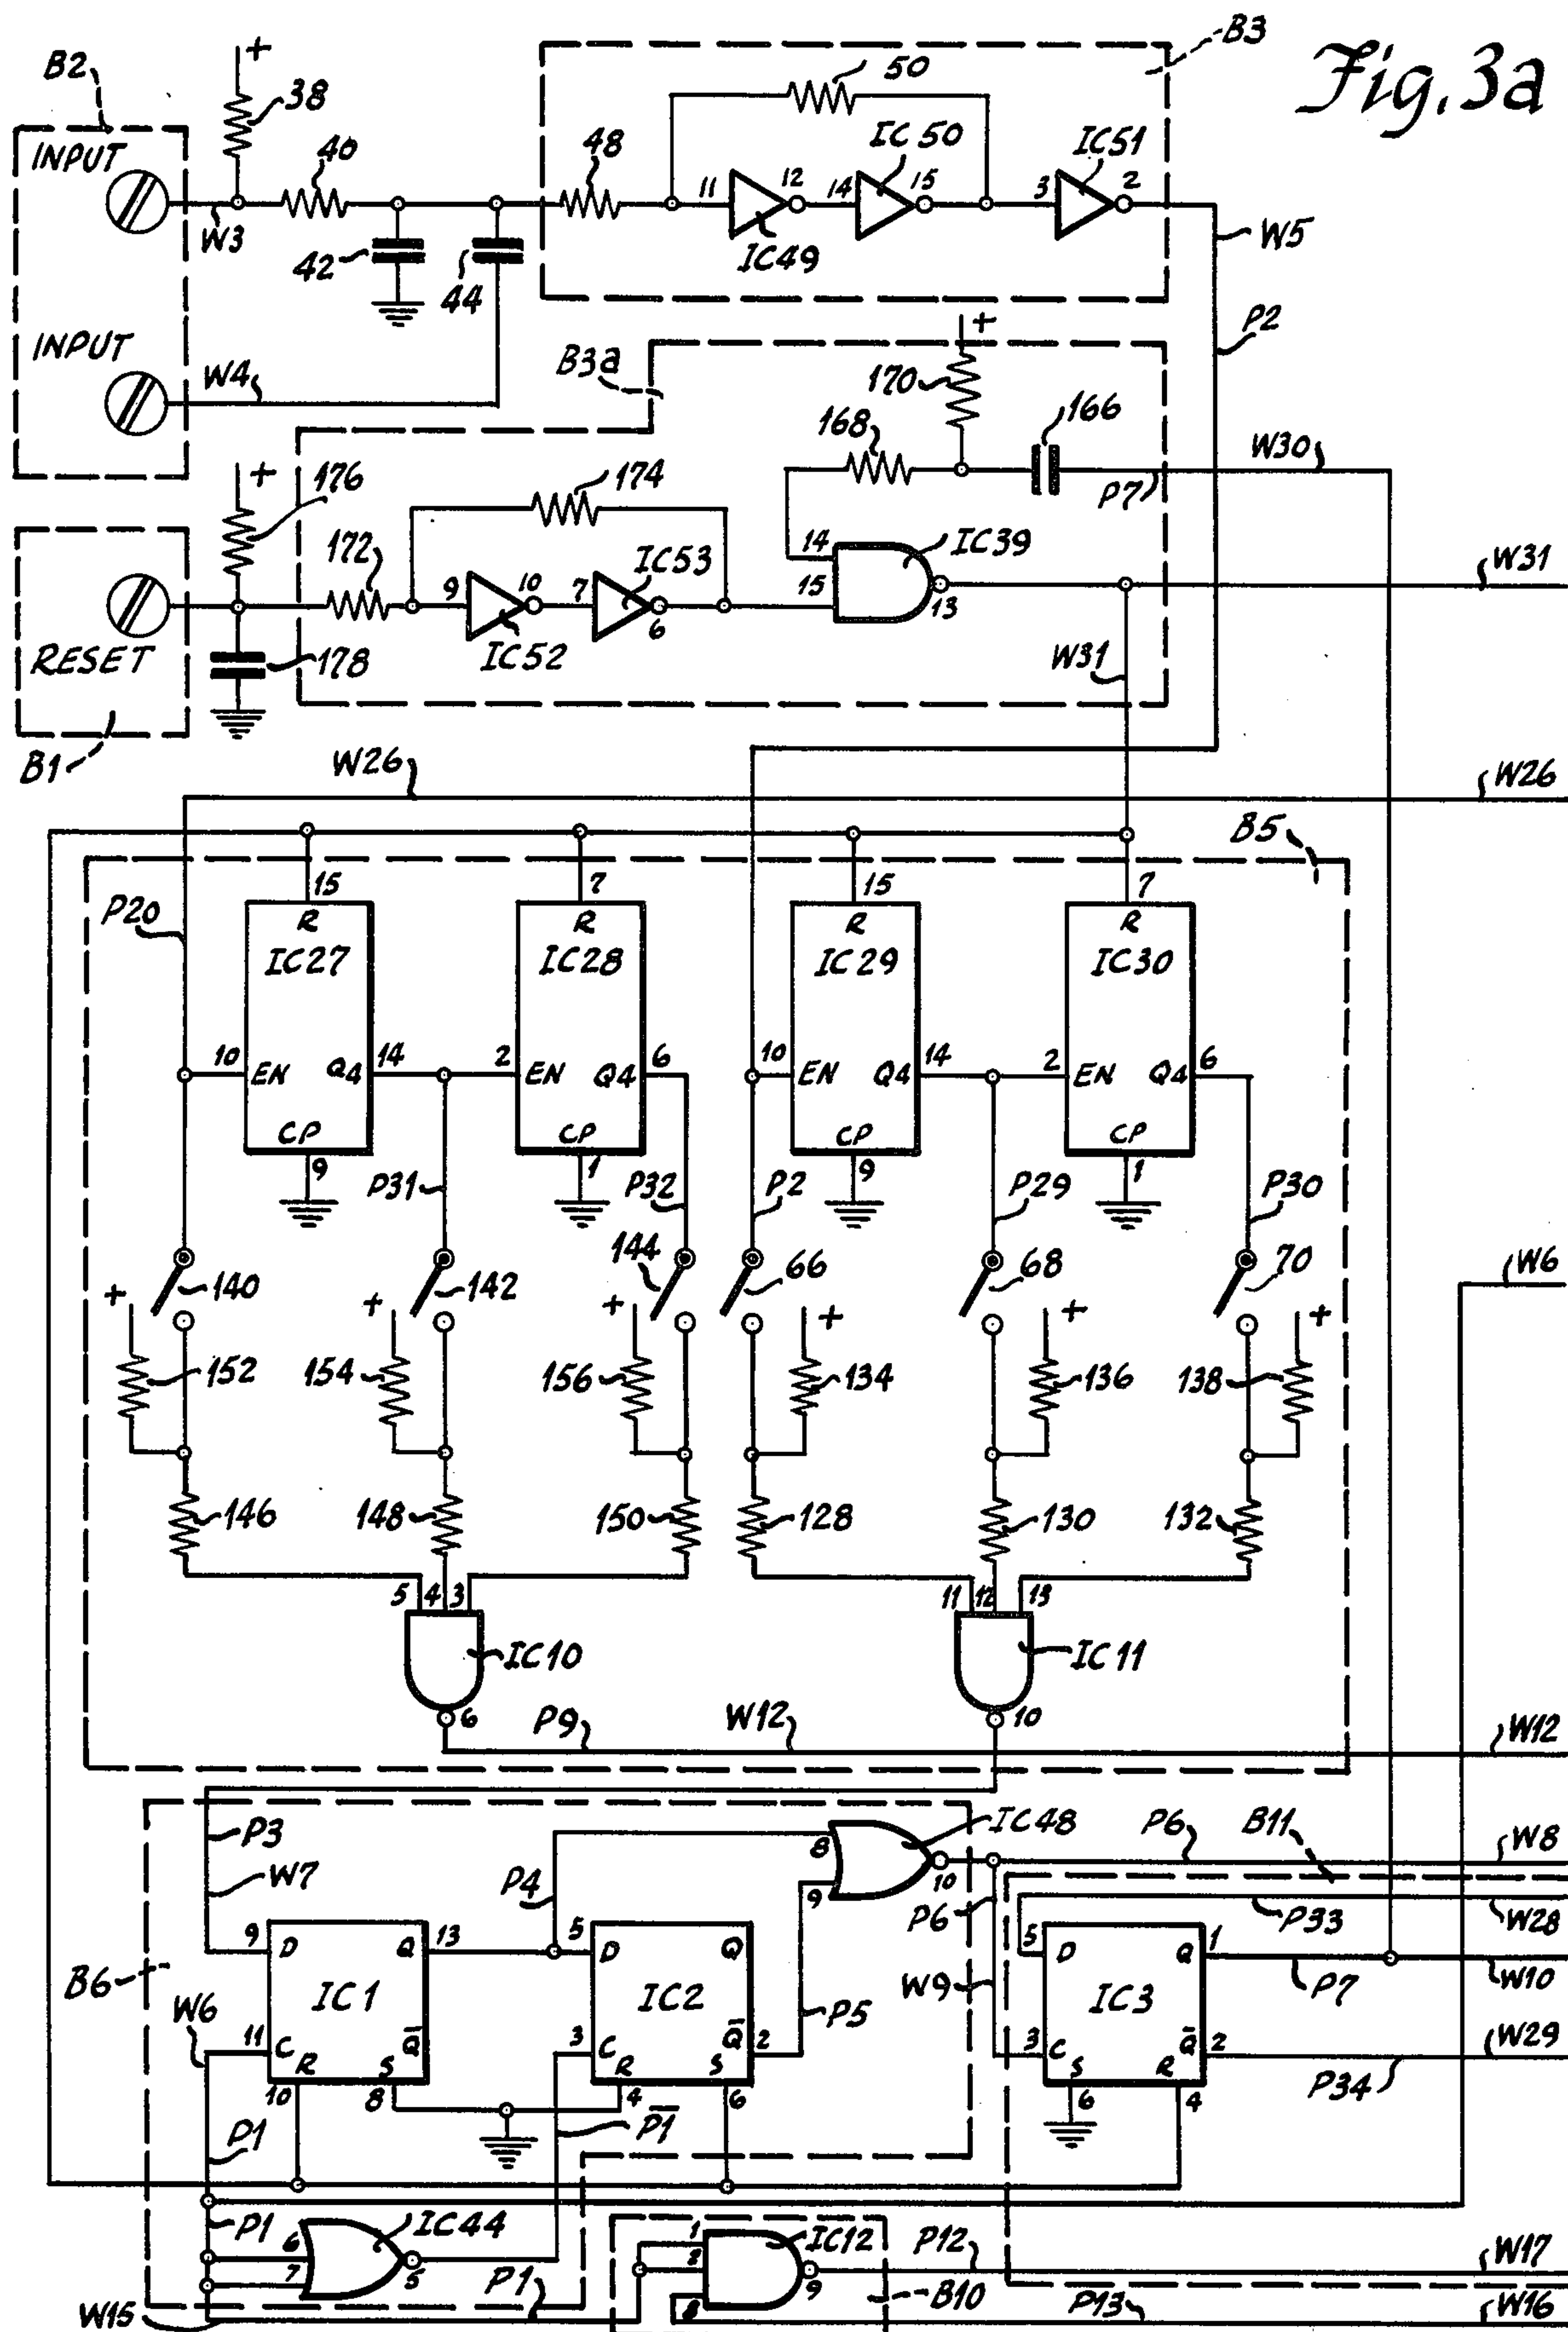 Fig. 3a
B2
+
38
B3
50
INPUT
40
48
IC 50
IC51
11
12
14
15
3
2
W3
42
44
IC49
W5
INPUT
W4
B3a
+
170
P2
168
166
W30
P7
+
176
174
172
14
IC39
9
10
7
IC53
6
15
13
W31
RESET
178
IC52
W31
B1
W26
W26
B5
P20
15
7
15
7
R
R
R
R
IC27
IC28
IC29
IC30
10
EN
Q4
14
2
EN
Q4
6
10
EN
Q4
14
2
EN
Q4
6
CP
CP
CP
CP
9
1
9
1
P31
P32
P2
P29
P30
140
142
144
66
68
70
W6
+
+
+
+
+
+
152
154
156
134
136
138
146
148
150
128
130
132
5
4
3
11
12
13
IC10
IC11
6
10
P9
W12
W12
P3
W7
IC48
P6
B11
W8
8
9
10
P4
P6
P33
W28
9
D
Q
13
5
D
Q
5
D
Q
1
B6
IC1
IC2
P5
W9
IC3
P7
W10
W6
11
C
R
S
Q̅
3
C
R
S
Q̅
2
3
C
S
R
Q̅
2
W29
10
8
4
6
6
4
P34
P1
P̅1̅
P1
6
7
IC44
5
1
2
8
IC12
9
P12
W17
W15
P1
B10
P13
W16